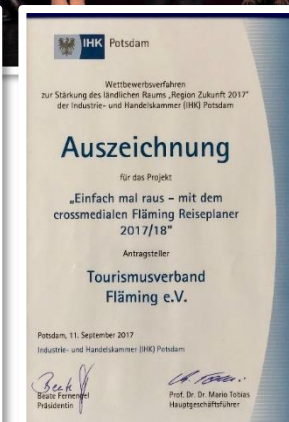 IHK Potsdam
Wettbewerbsverfahren
zur Stärkung des ländlichen Raums „Region Zukunft 2017"
der Industrie- und Handelskammer (IHK) Potsdam
Auszeichnung
für das Projekt
„Einfach mal raus – mit dem
crossmedialen Fläming Reiseplaner
2017/18"
Antragsteller
Tourismusverband
Fläming e.V.
Potsdam, 11. September 2017
Industrie- und Handelskammer (IHK) Potsdam
Beate Fernengel
Präsidentin
Prof. Dr. Dr. Mario Tobias
Hauptgeschäftsführer